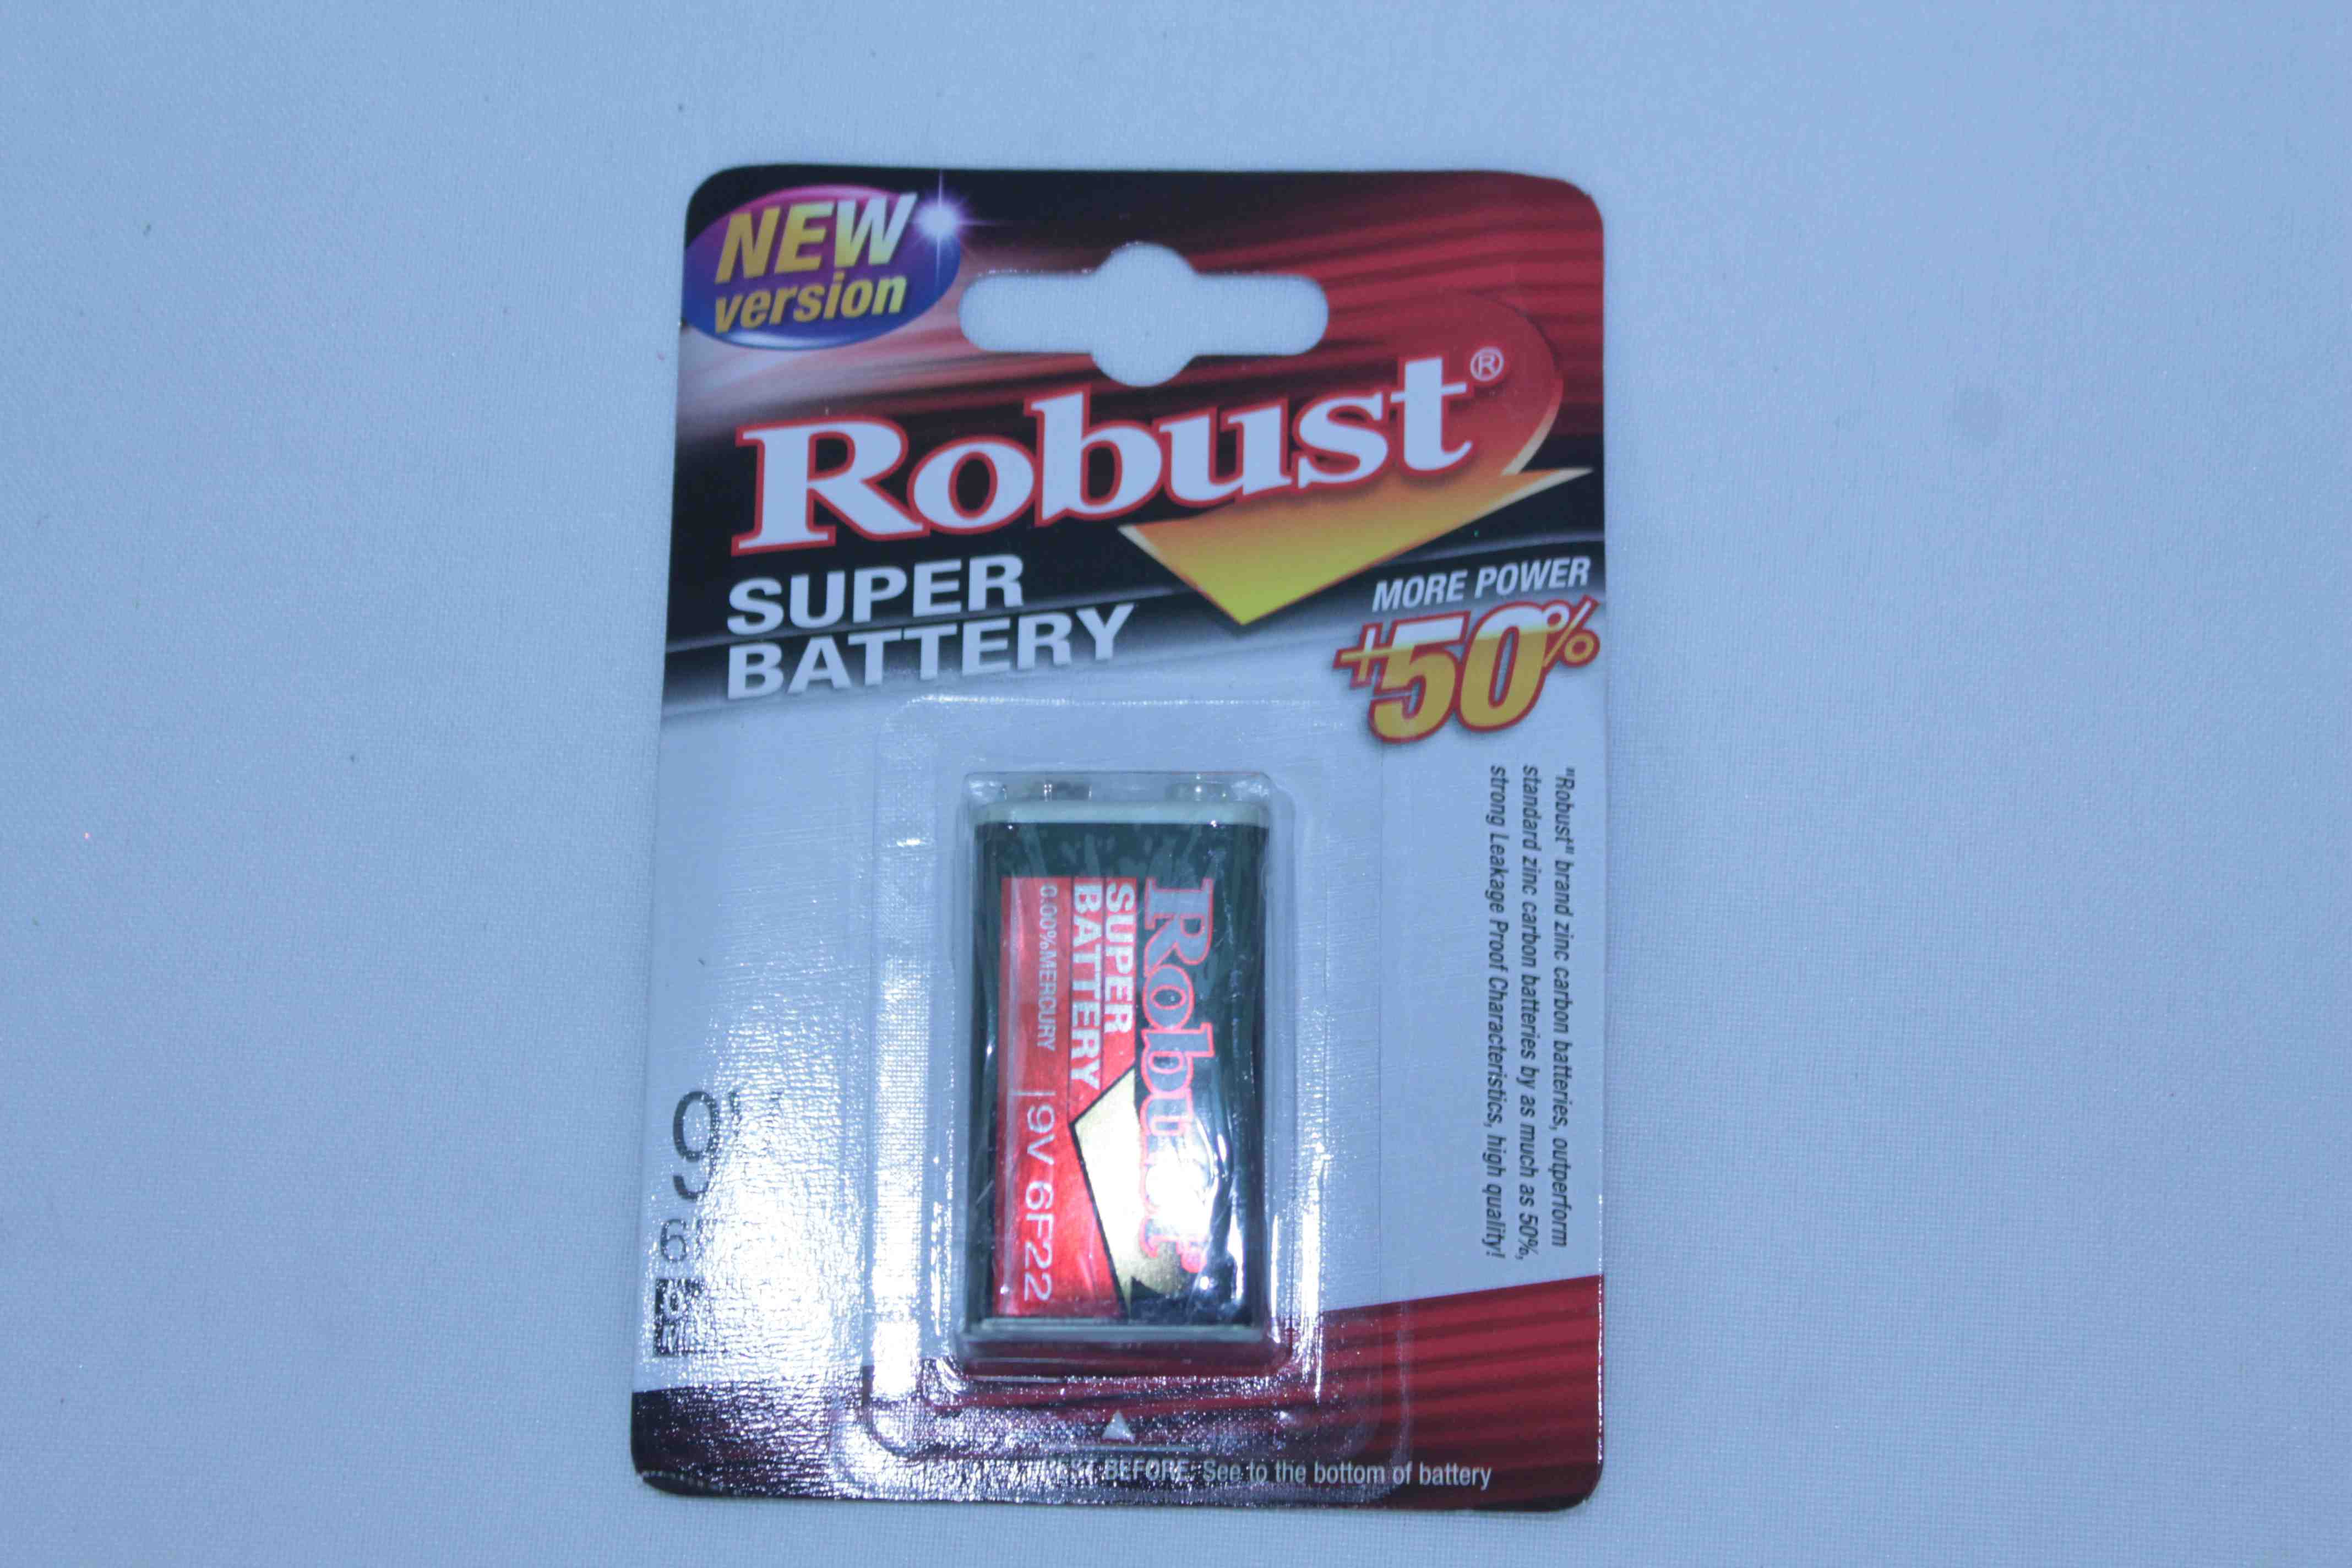 NEW
version
Robust®
SUPER
BATTERY
MORE POWER
+50%
"Robust" brand zinc carbon batteries, outperform
standard zinc carbon batteries by as much as 50%,
strong Leakage Proof Characteristics, high quality!
Robust
SUPER
BATTERY
0.00%MERCURY
9V 6F22
BEST BEFORE: See to the bottom of battery